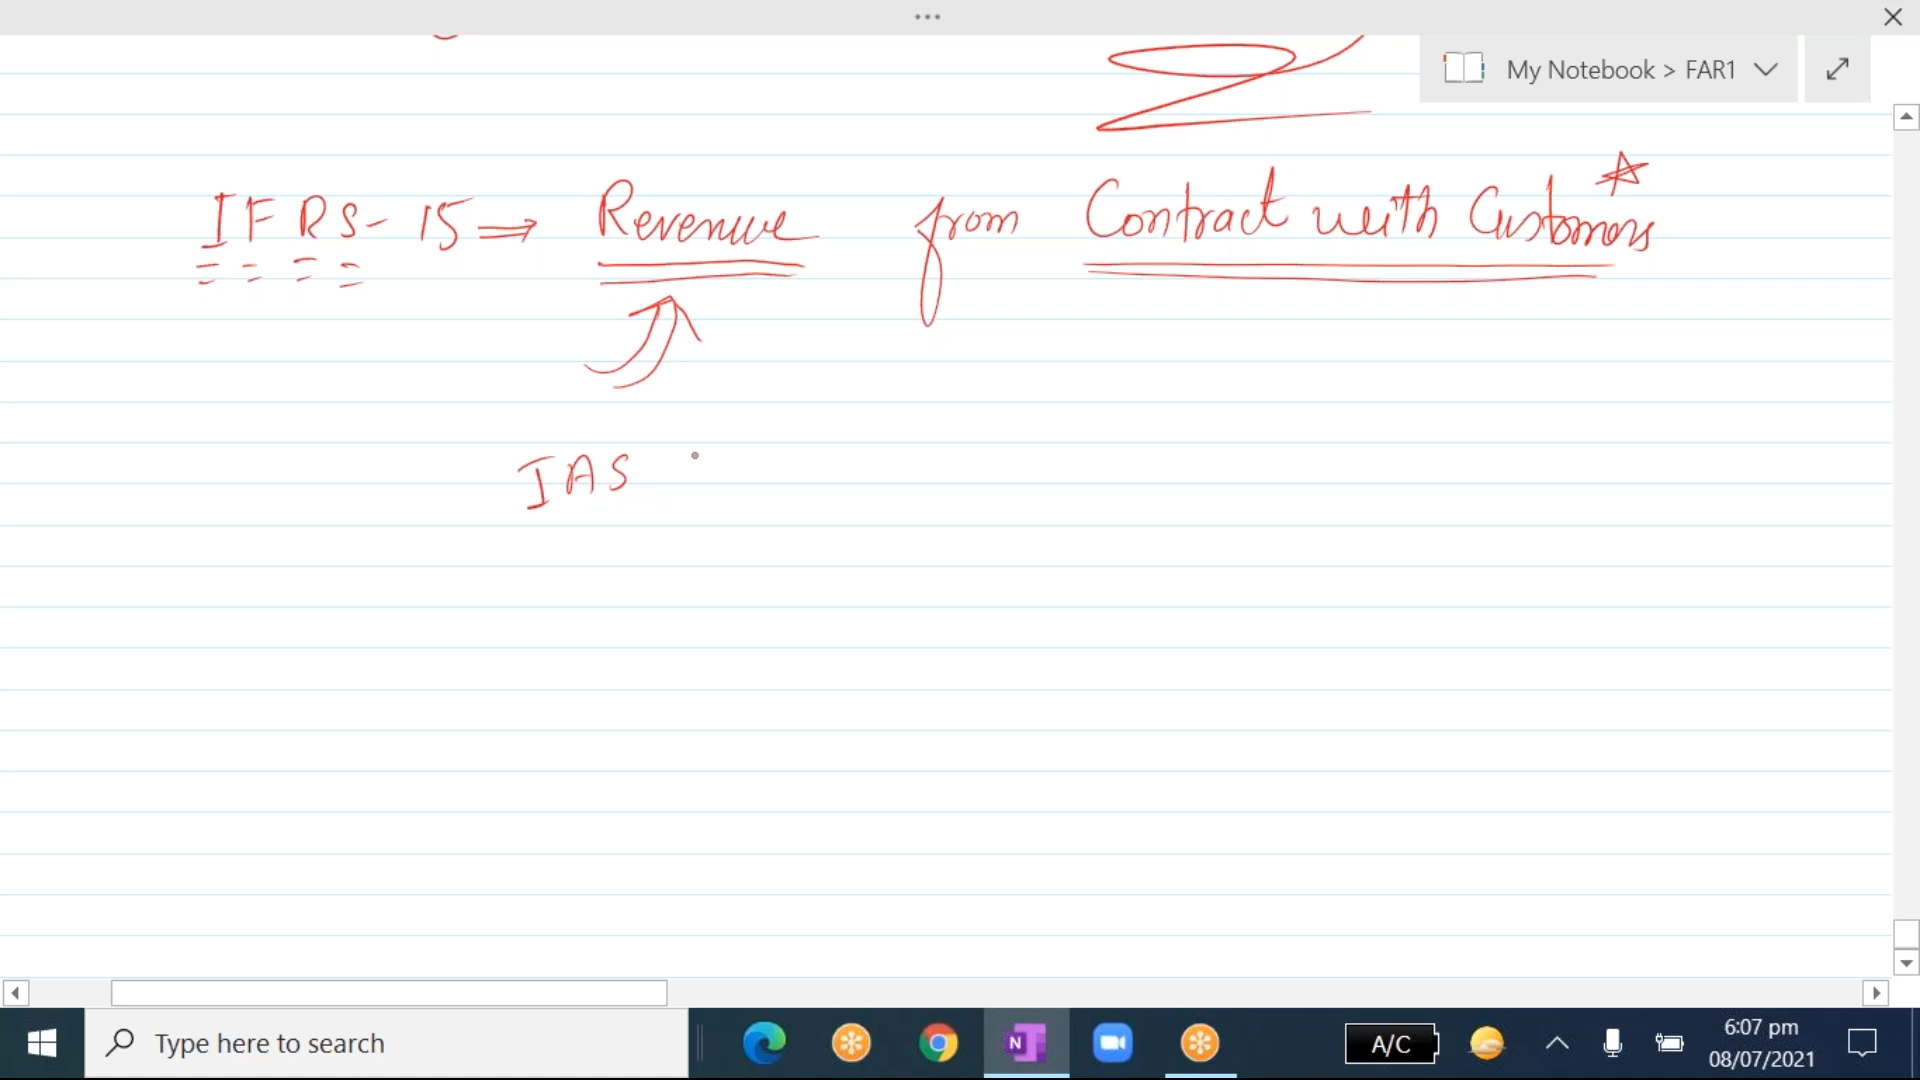 My Notebook > FAR1
IFRS-15 ⇒ Revenue from Contract with Customers
IAS
Type here to search
N
A/C
6:07 pm
08/07/2021